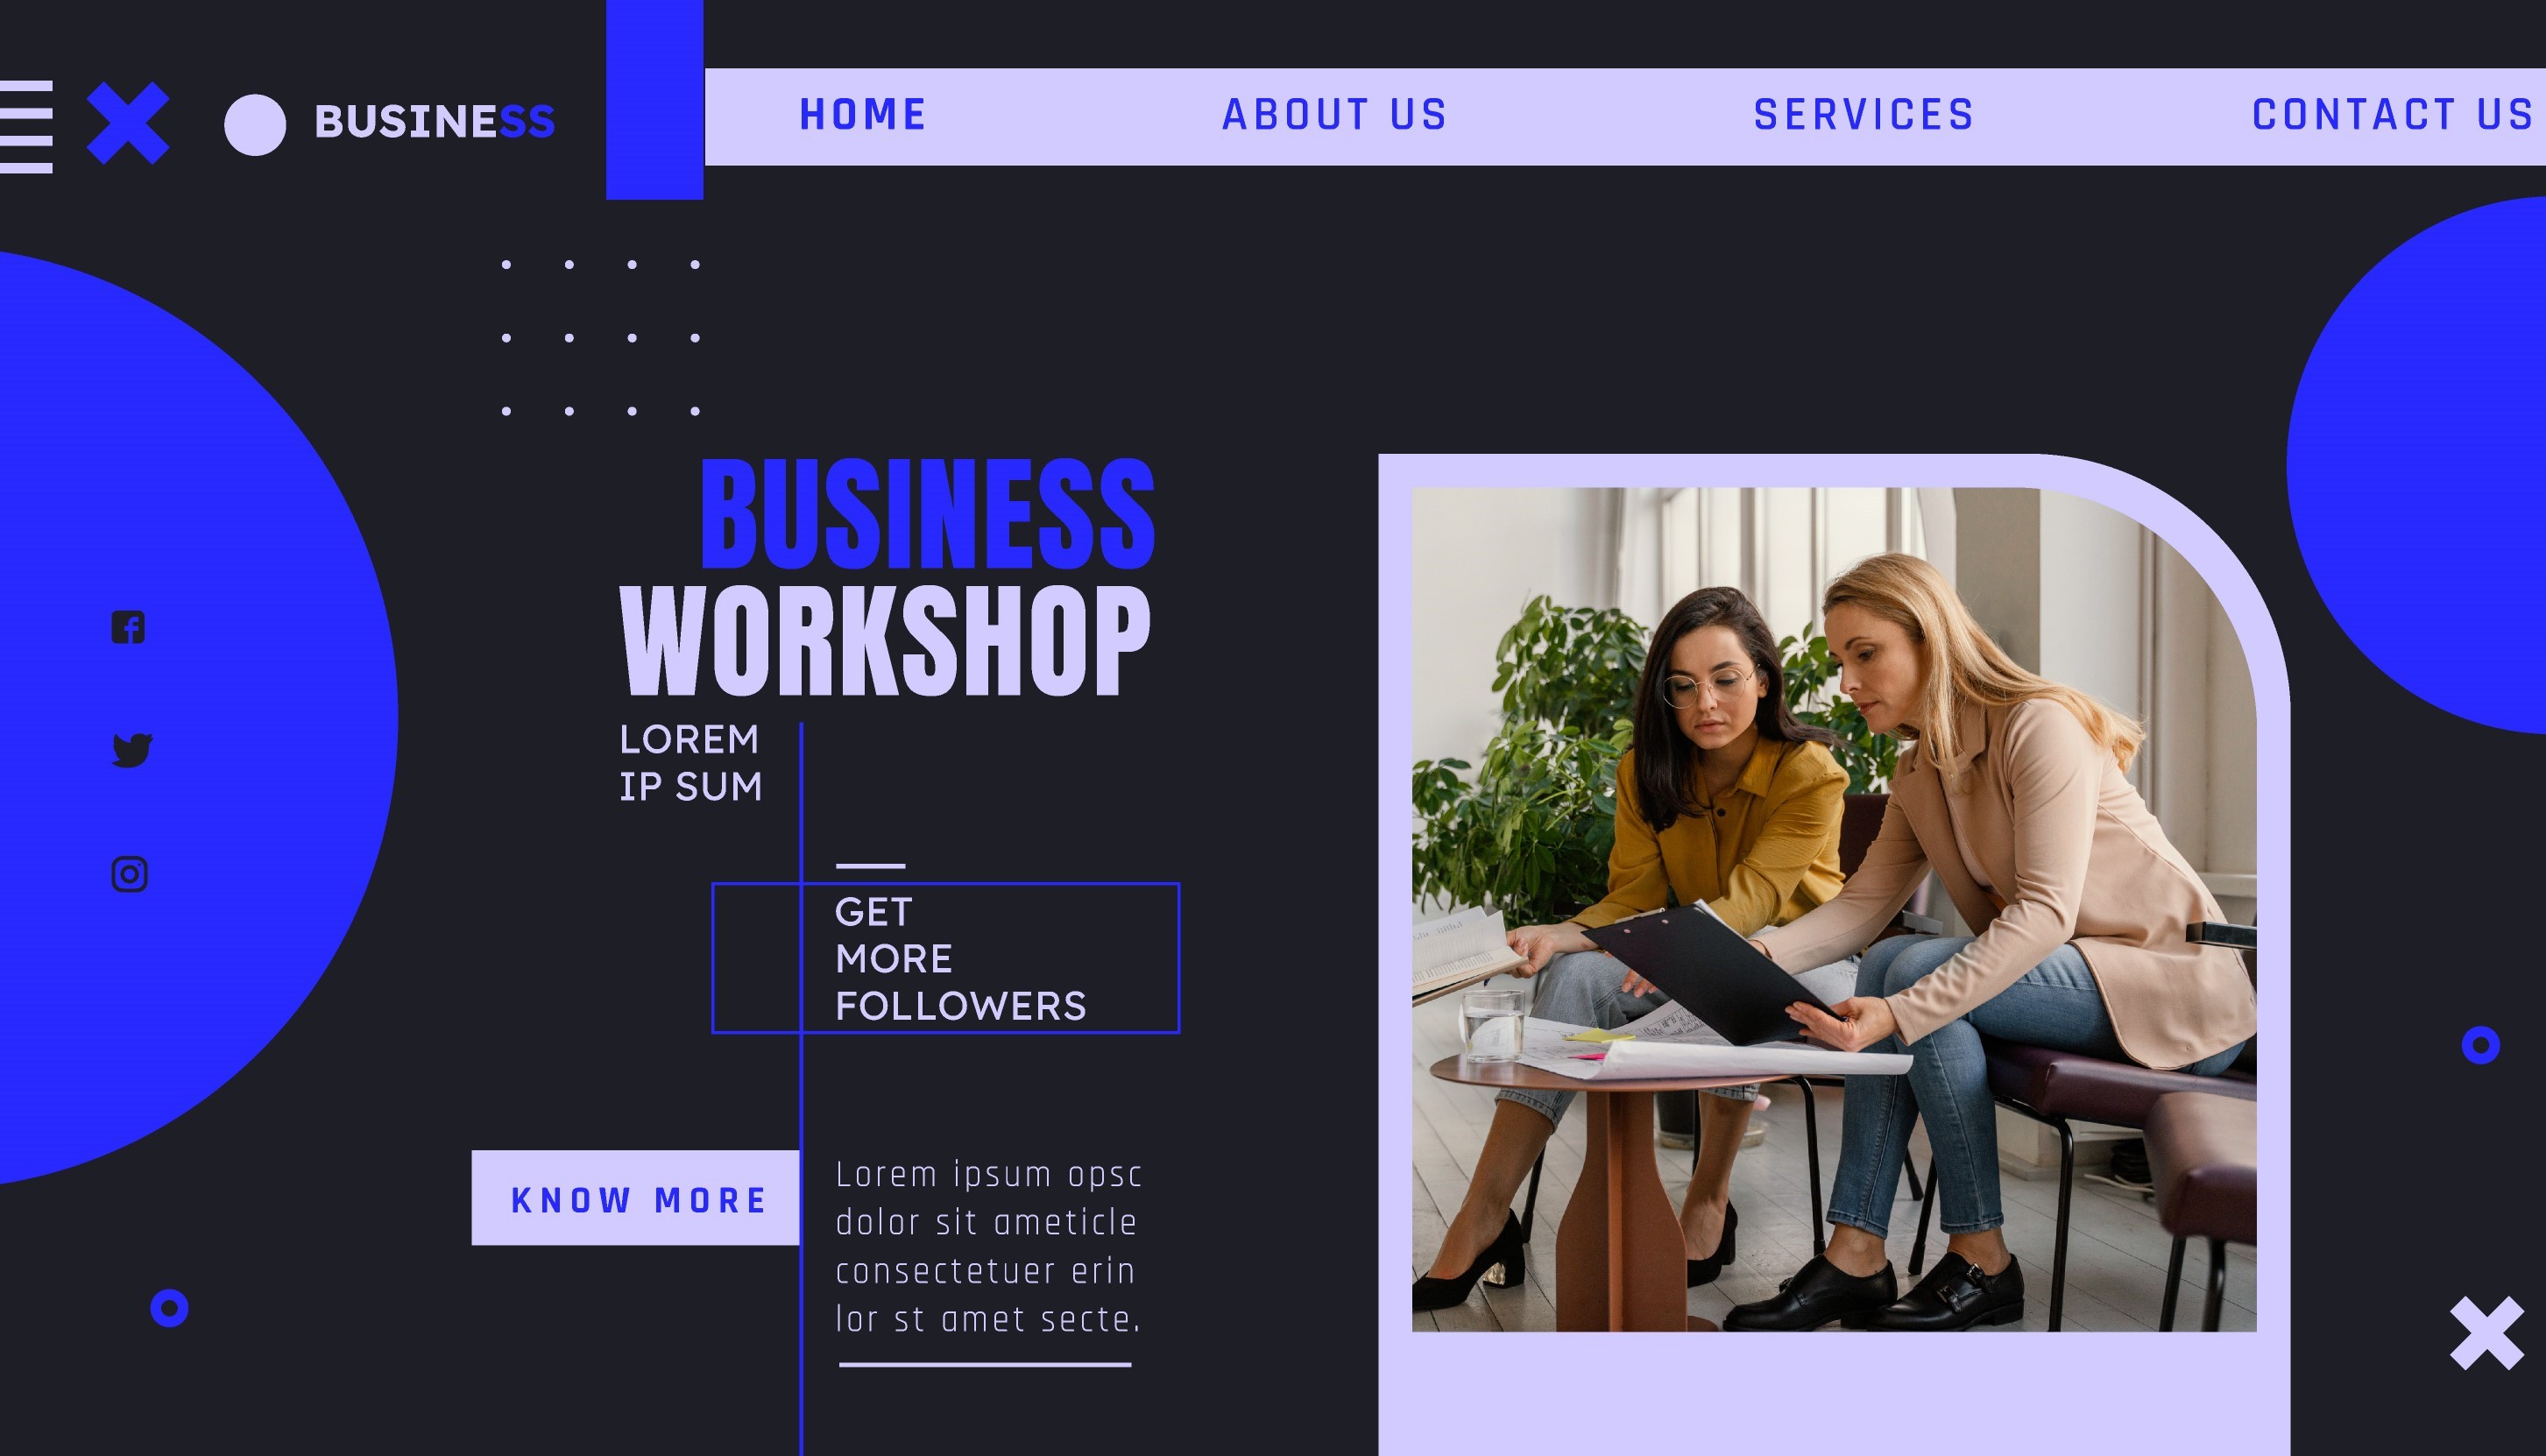 BUSINESS
HOME
ABOUT US
SERVICES
CONTACT US
BUSINESS
WORKSHOP
LOREM
IP SUM
GET
MORE
FOLLOWERS
KNOW MORE
Lorem ipsum opsc
dolor sit ameticle
consectetuer erin
lor st amet secte.